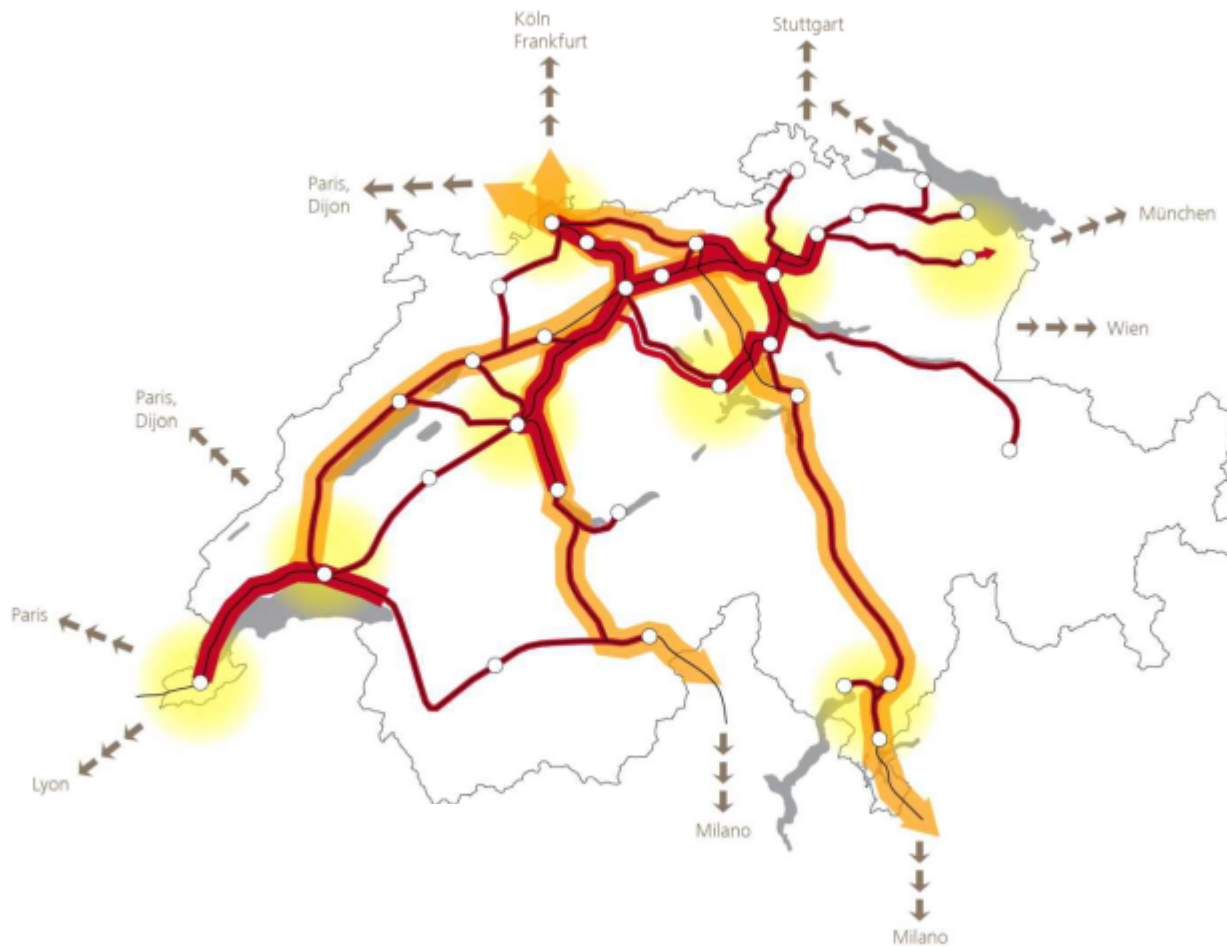 Köln
Frankfurt
Stuttgart
Paris,
Dijon
München
Wien
Paris,
Dijon
Paris
Lyon
Milano
Milano